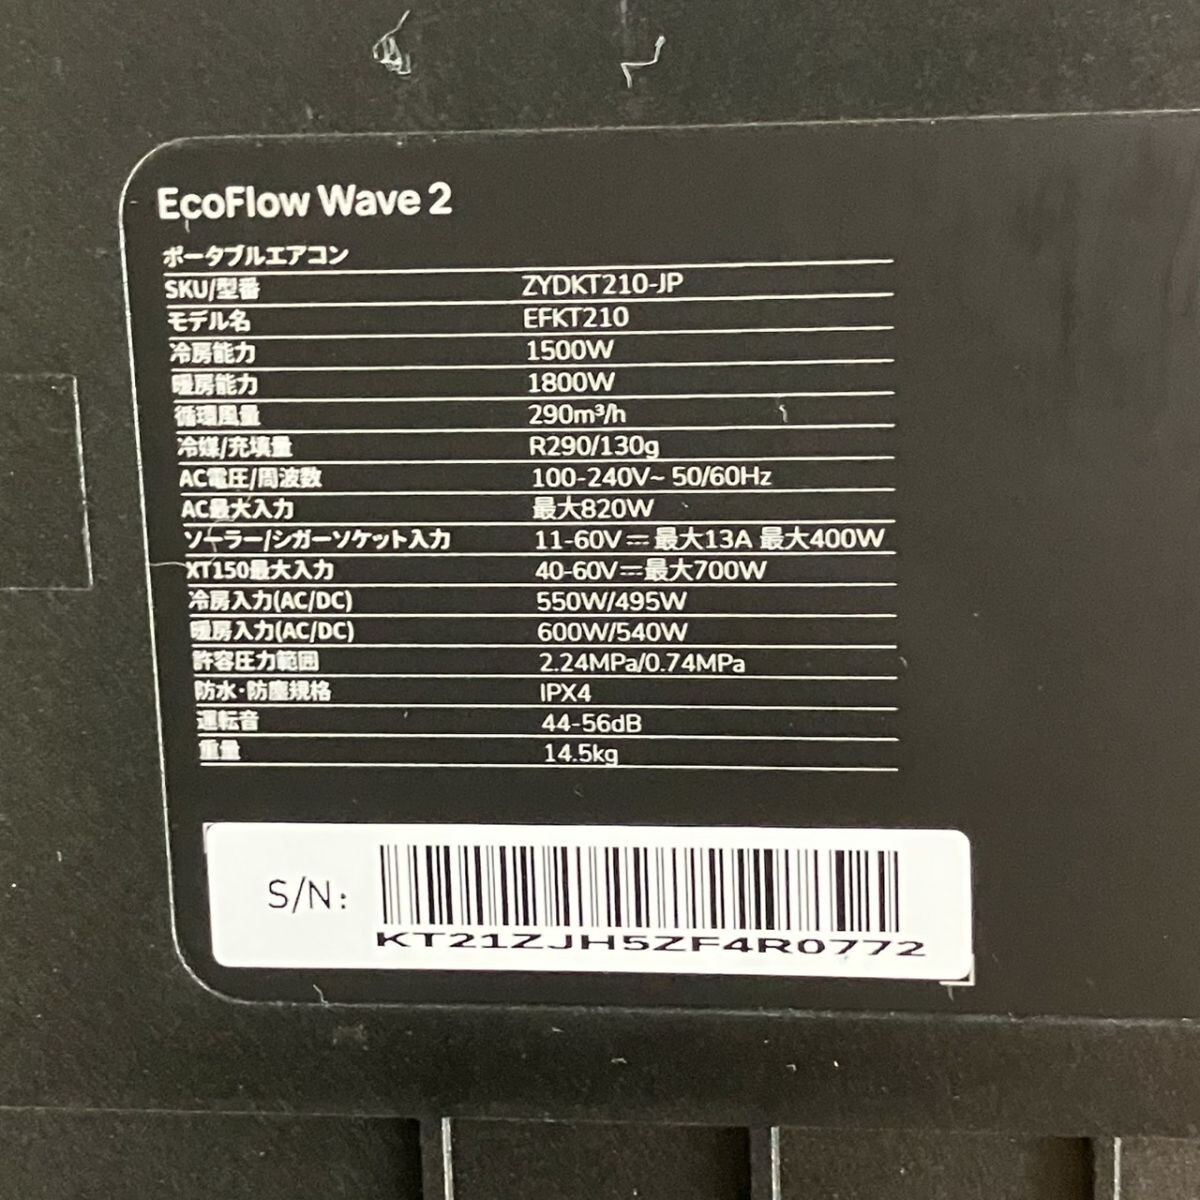 EcoFlow Wave 2
ポータブルエアコン
SKU/型番 ZYDKT210-JP
モデル名 EFKT210
冷房能力 1500W
暖房能力 1800W
循環風量 290m³/h
冷媒/充填量 R290/130g
AC電圧/周波数 100-240V~ 50/60Hz
AC最大入力 最大820W
ソーラー/シガーソケット入力 11-60V⎓最大13A 最大400W
XT150最大入力 40-60V⎓最大700W
冷房入力(AC/DC) 550W/495W
暖房入力(AC/DC) 600W/540W
許容圧力範囲 2.24MPa/0.74MPa
防水・防塵規格 IPX4
運転音 44-56dB
重量 14.5kg
S/N:
KT21ZJH5ZF4R0772